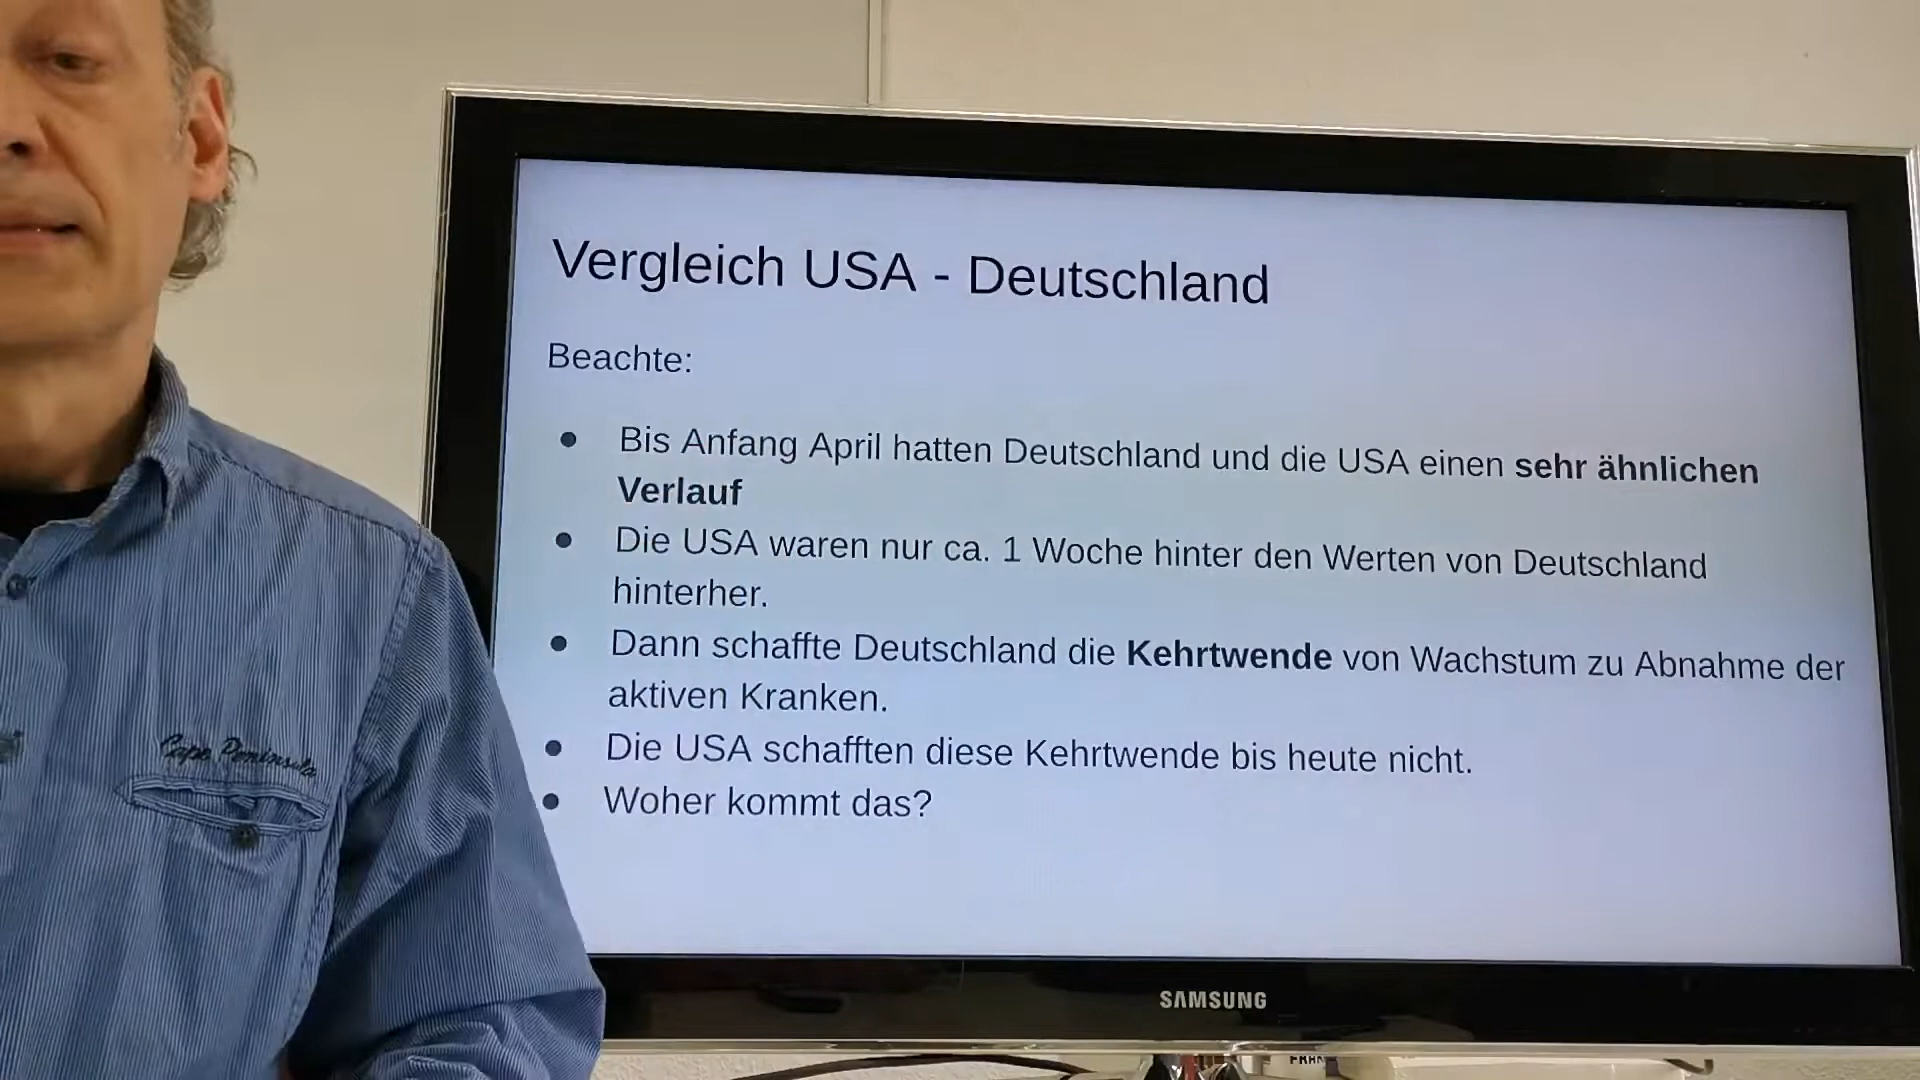 Vergleich USA - Deutschland
Beachte:
● Bis Anfang April hatten Deutschland und die USA einen sehr ähnlichen
Verlauf
● Die USA waren nur ca. 1 Woche hinter den Werten von Deutschland
hinterher.
● Dann schaffte Deutschland die Kehrtwende von Wachstum zu Abnahme der
aktiven Kranken.
● Die USA schafften diese Kehrtwende bis heute nicht.
● Woher kommt das?
Cape Peninsula
SAMSUNG